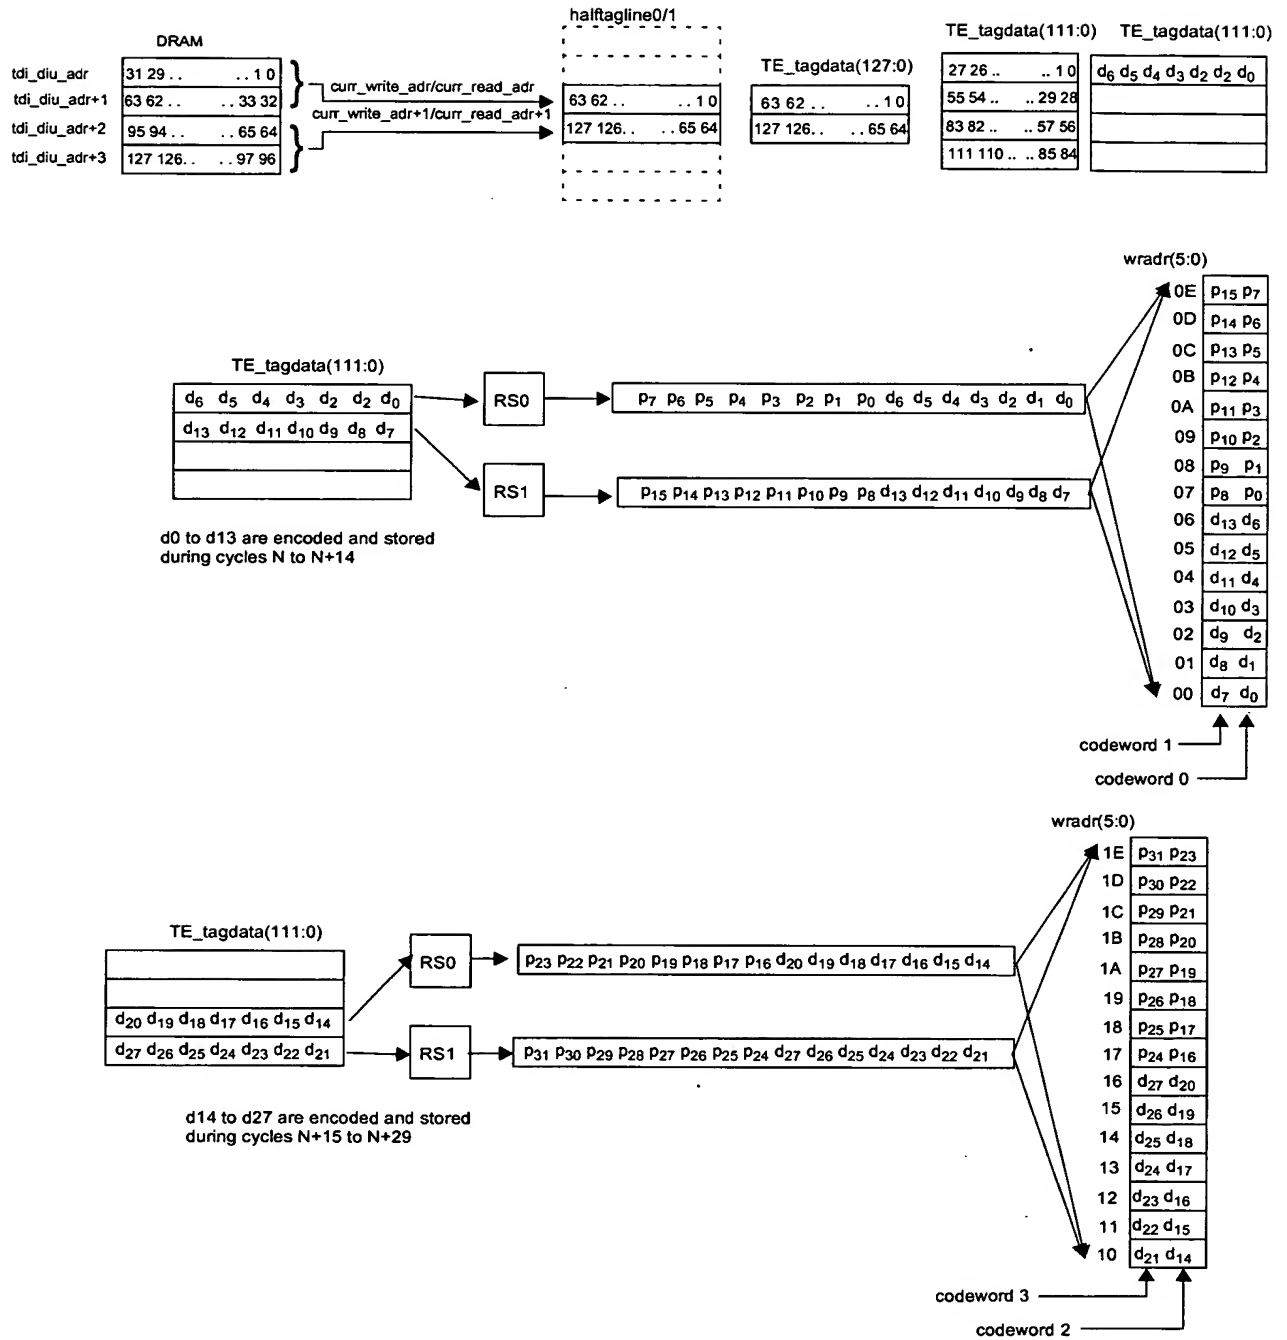 halftagline0/1
DRAM
TE_tagdata(127:0)
TE_tagdata(111:0)
TE_tagdata(111:0)
tdi_diu_adr
31 29 . . . . 1 0
tdi_diu_adr+1
63 62 . . . . 33 32
tdi_diu_adr+2
95 94 . . . . 65 64
tdi_diu_adr+3
127 126 . . . . 97 96
curr_write_adr/curr_read_adr
curr_write_adr+1/curr_read_adr+1
63 62 . . . . 1 0
127 126 . . . . 65 64
63 62 . . . . 1 0
127 126 . . . . 65 64
27 26 . . . . 1 0
55 54 . . . . 29 28
83 82 . . . . 57 56
111 110 . . . . 85 84
d6 d5 d4 d3 d2 d2 d0
TE_tagdata(111:0)
d6 d5 d4 d3 d2 d2 d0
d13 d12 d11 d10 d9 d8 d7
RS0
RS1
p7 p6 p5 p4 p3 p2 p1 p0 d6 d5 d4 d3 d2 d1 d0
p15 p14 p13 p12 p11 p10 p9 p8 d13 d12 d11 d10 d9 d8 d7
d0 to d13 are encoded and stored
during cycles N to N+14
wradr(5:0)
0E p15 p7
0D p14 p6
0C p13 p5
0B p12 p4
0A p11 p3
09 p10 p2
08 p9 p1
07 p8 p0
06 d13 d6
05 d12 d5
04 d11 d4
03 d10 d3
02 d9 d2
01 d8 d1
00 d7 d0
codeword 1
codeword 0
TE_tagdata(111:0)
d20 d19 d18 d17 d16 d15 d14
d27 d26 d25 d24 d23 d22 d21
RS0
RS1
p23 p22 p21 p20 p19 p18 p17 p16 d20 d19 d18 d17 d16 d15 d14
p31 p30 p29 p28 p27 p26 p25 p24 d27 d26 d25 d24 d23 d22 d21
d14 to d27 are encoded and stored
during cycles N+15 to N+29
wradr(5:0)
1E p31 p23
1D p30 p22
1C p29 p21
1B p28 p20
1A p27 p19
19 p26 p18
18 p25 p17
17 p24 p16
16 d27 d20
15 d26 d19
14 d25 d18
13 d24 d17
12 d23 d16
11 d22 d15
10 d21 d14
codeword 3
codeword 2